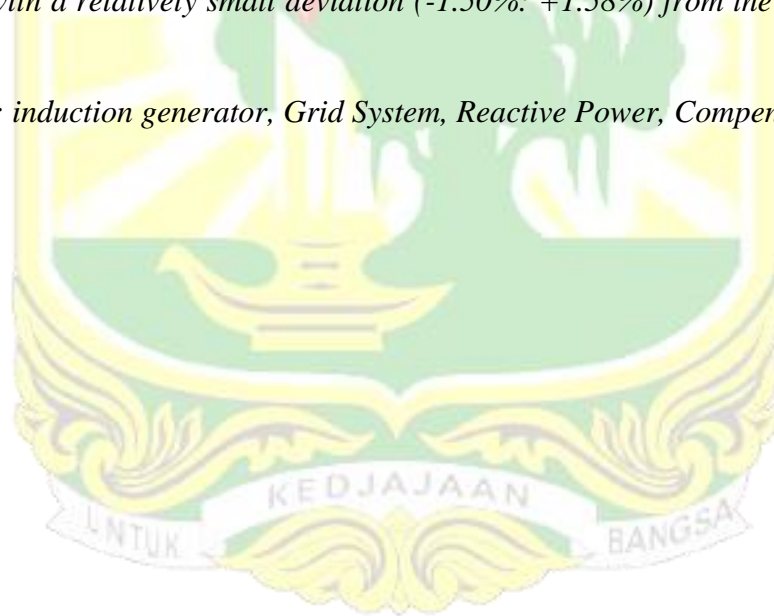 with a relatively small deviation (-1.50%: +1.58%) from the
: induction generator, Grid System, Reactive Power, Compen
KEDJAJAAN
UNTUK BANGSA